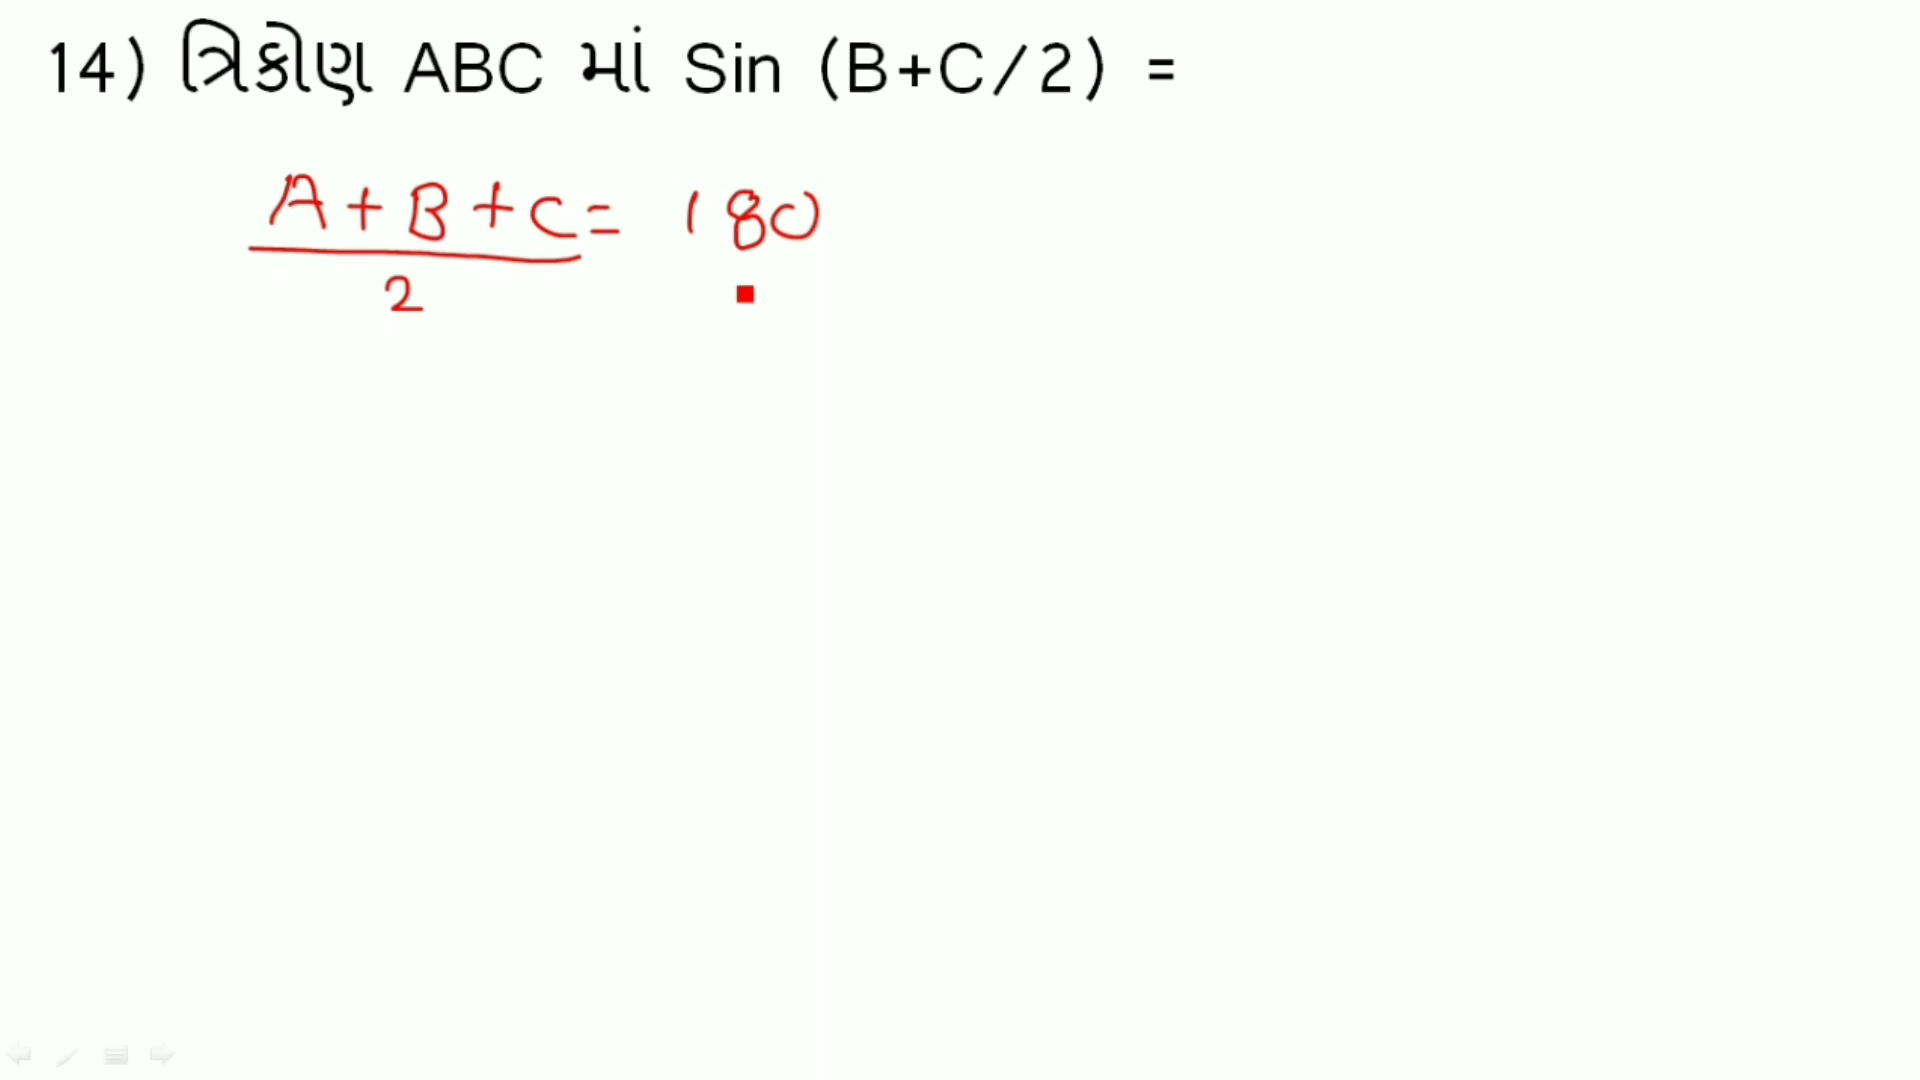 14) ત્રિકોણ ABC માં Sin (B+C/2) =
A+B+C= 180
2